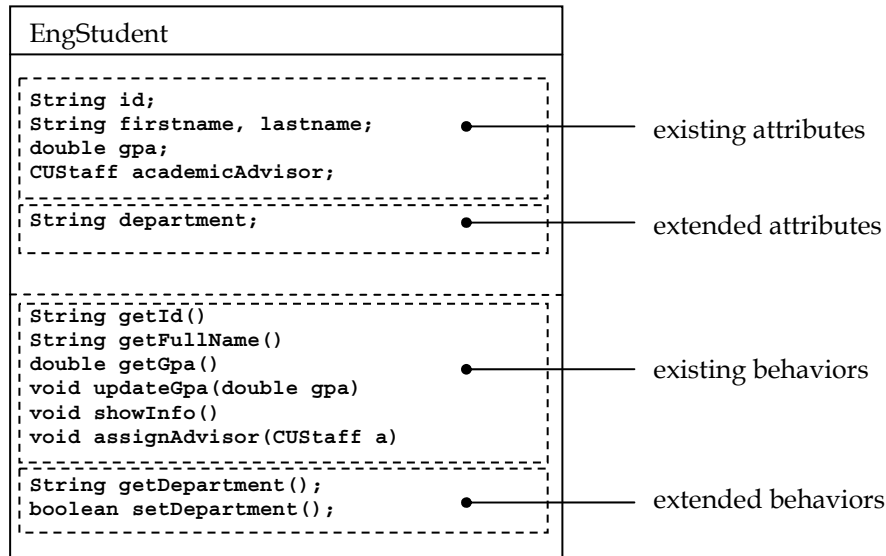 EngStudent
String id;
String firstname, lastname;
double gpa;
CUStaff academicAdvisor;
existing attributes
String department;
extended attributes
String getId()
String getFullName()
double getGpa()
void updateGpa(double gpa)
void showInfo()
void assignAdvisor(CUStaff a)
existing behaviors
String getDepartment();
boolean setDepartment();
extended behaviors